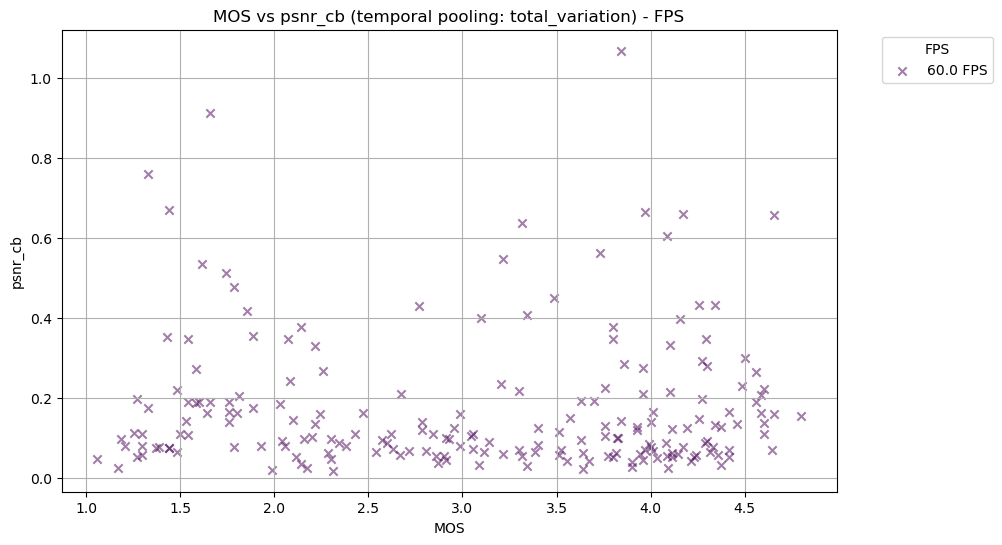 MOS vs psnr_cb (temporal pooling: total_variation) - FPS
FPS
60.0 FPS
psnr_cb
1.0
0.8
0.6
0.4
0.2
0.0
1.0 1.5 2.0 2.5 3.0 3.5 4.0 4.5
MOS